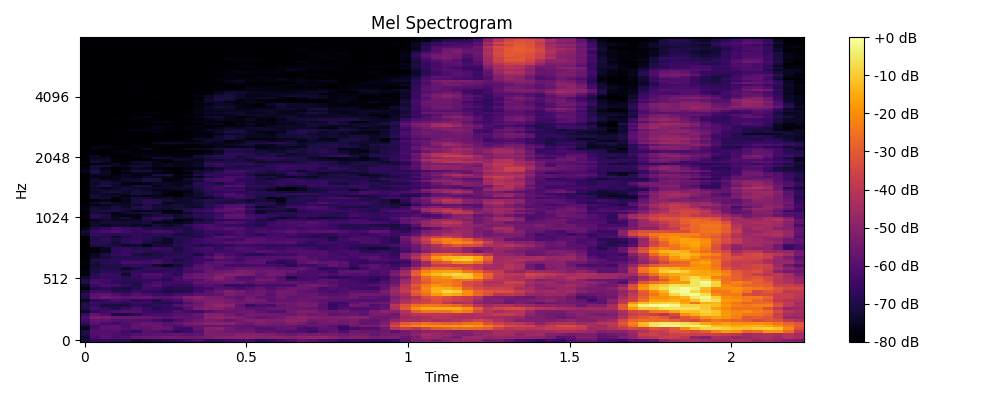 Mel Spectrogram
Hz
4096
2048
1024
512
0
0
0.5
1
1.5
2
Time
+0 dB
-10 dB
-20 dB
-30 dB
-40 dB
-50 dB
-60 dB
-70 dB
-80 dB